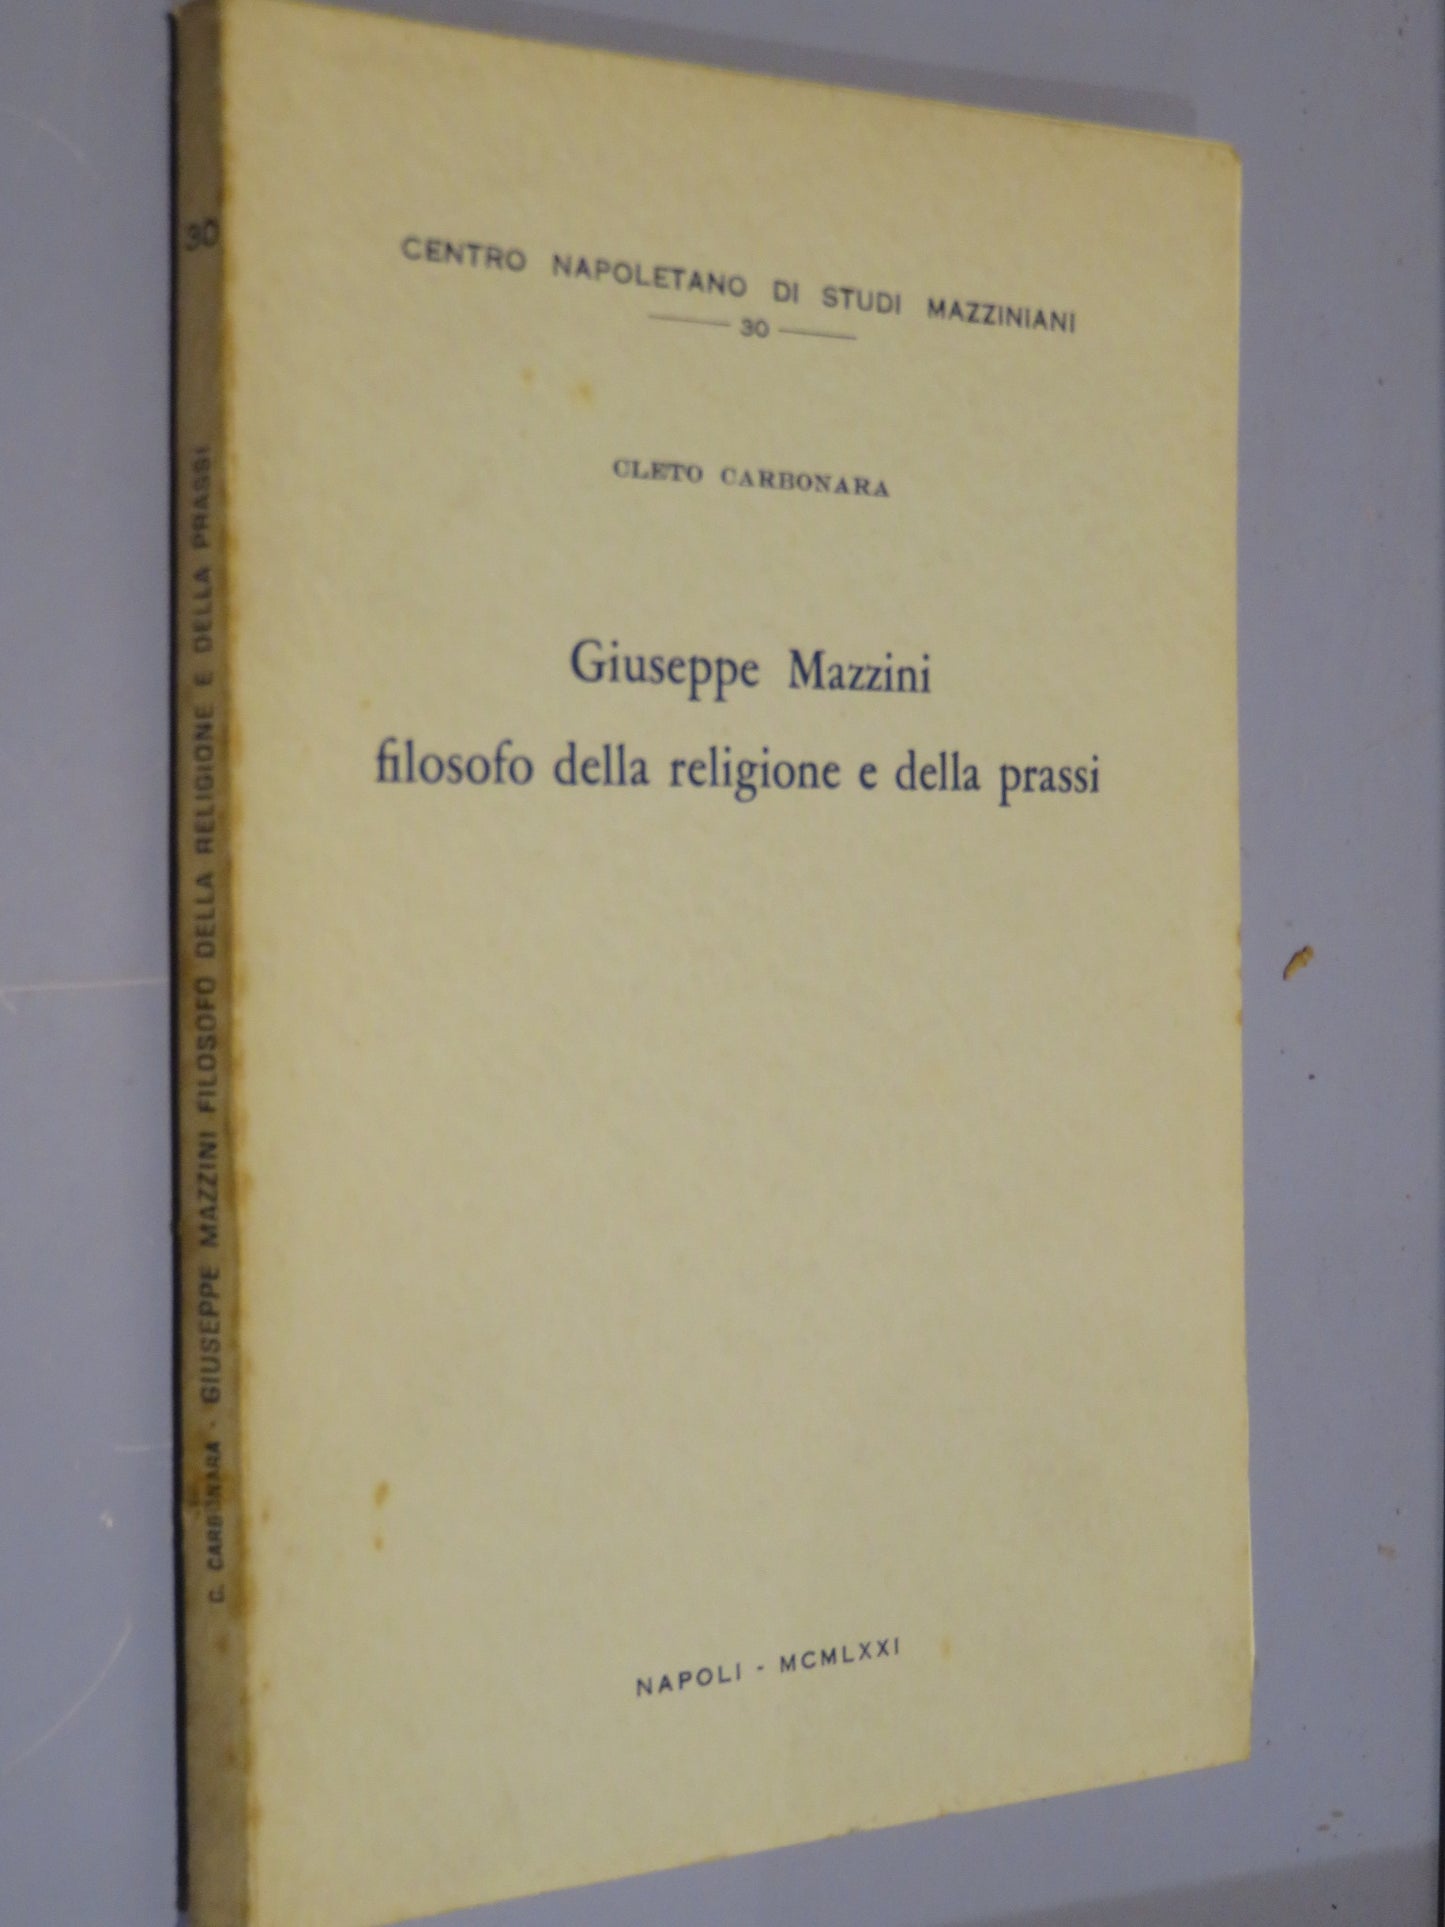 CENTRO NAPOLETANO DI STUDI MAZZINIANI
30
CLETO CARBONARA
Giuseppe Mazzini
filosofo della religione e della prassi
NAPOLI - MCMLXXI
30
C. CARBONARA - GIUSEPPE MAZZINI FILOSOFO DELLA RELIGIONE E DELLA PRASSI